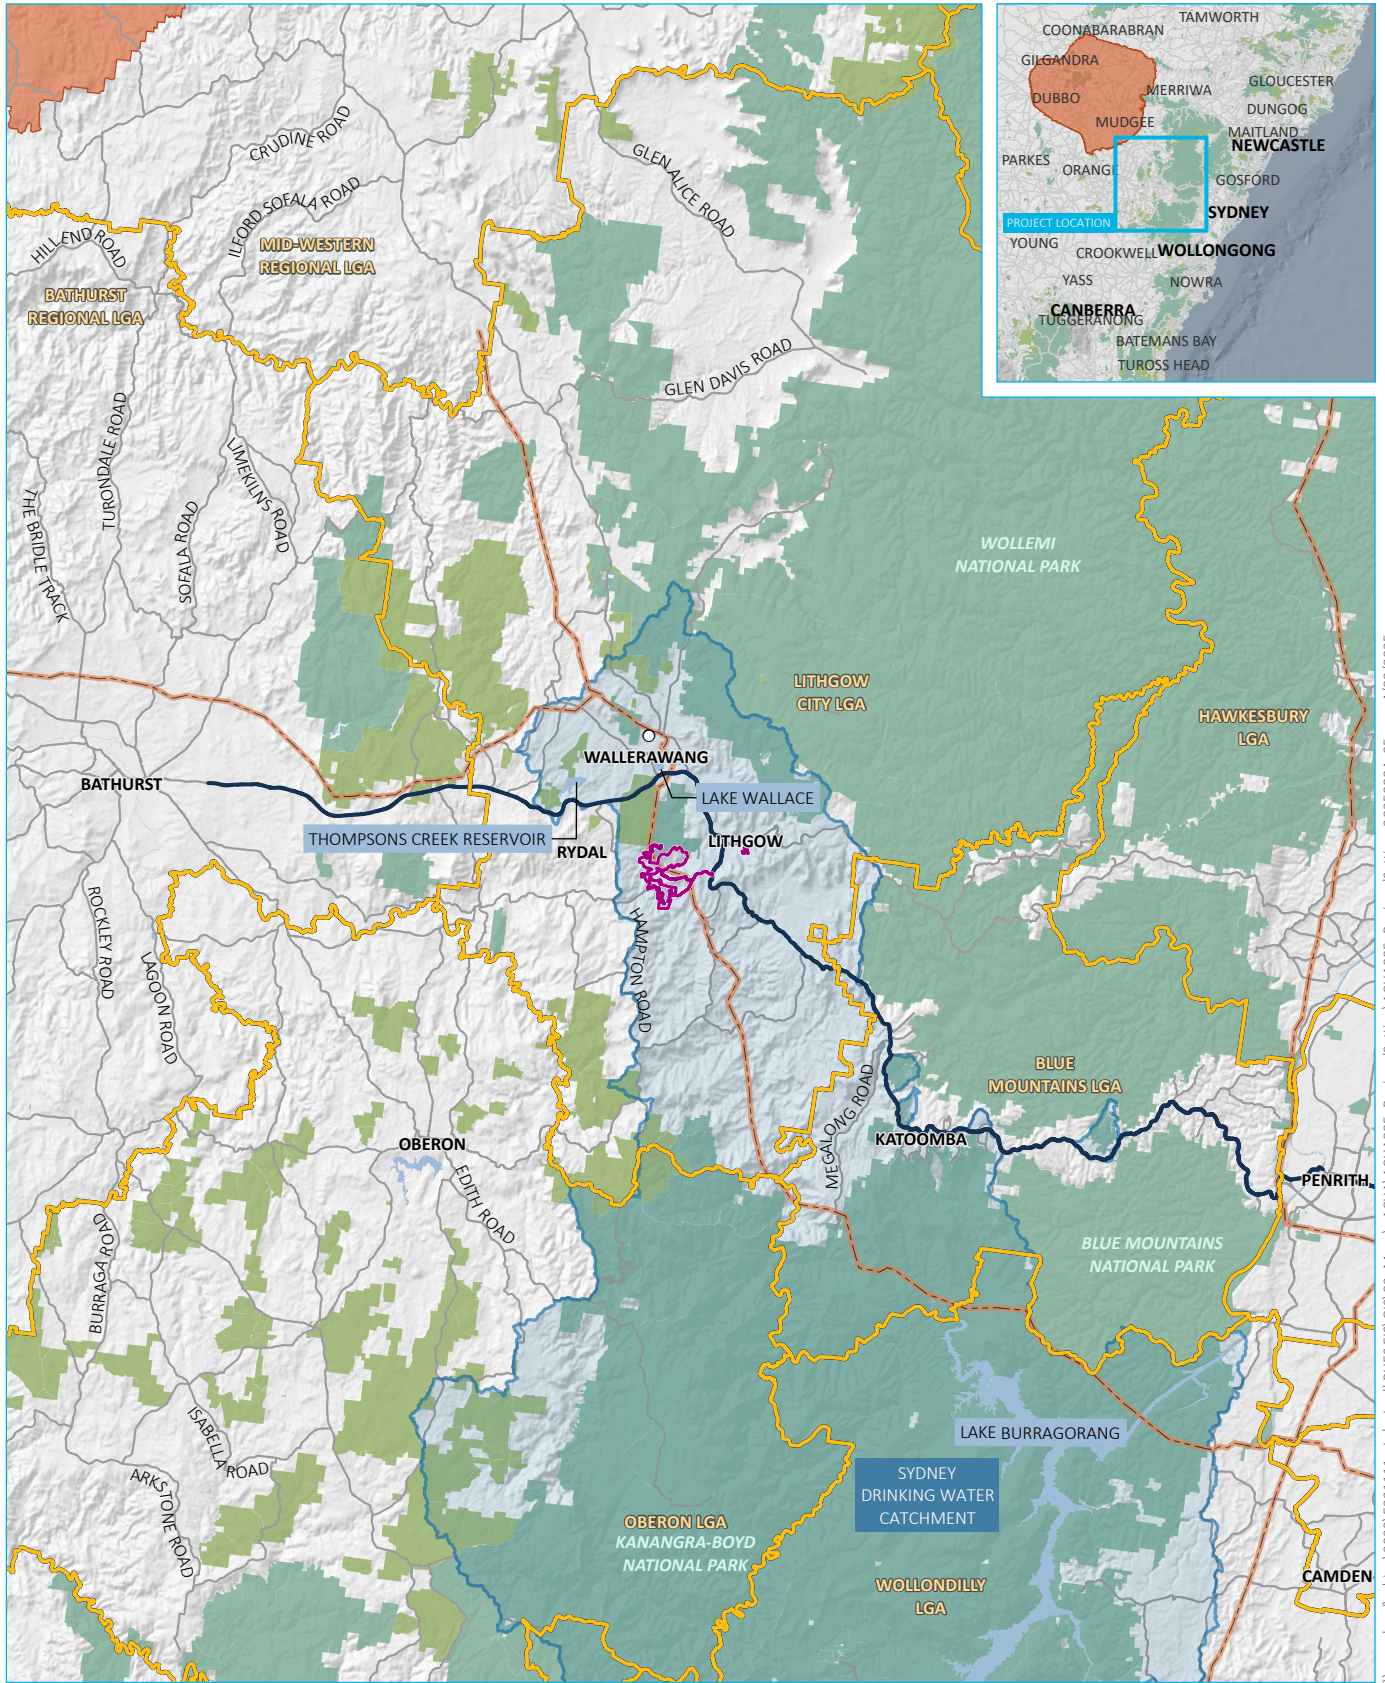 TAMWORTH
COONABARABRAN
GILGANDRA
GLOUCESTER
MERRIWA
DUBBO
DUNGOG
MUDGEE
MAITLAND
NEWCASTLE
PARKES
ORANGE
GOSFORD
SYDNEY
PROJECT LOCATION
YOUNG
CROOKWELL
WOLLONGONG
YASS
NOWRA
CANBERRA
TUGGERANONG
BATEMANS BAY
TUROSS HEAD
CRUDINE ROAD
GLEN ALICE ROAD
ILFORD SOFALA ROAD
HILL END ROAD
MID-WESTERN
REGIONAL LGA
BATHURST
REGIONAL LGA
GLEN DAVIS ROAD
TURONDALE ROAD
LIMEKILNS ROAD
THE BRIDLE TRACK
SOFALA ROAD
WOLLEMI
NATIONAL PARK
LITHGOW
CITY LGA
HAWKESBURY
LGA
WALLERAWANG
BATHURST
LAKE WALLACE
THOMPSONS CREEK RESERVOIR
RYDAL
LITHGOW
ROCKLEY ROAD
LAGOON ROAD
HAMPTON ROAD
MEGALONG ROAD
BLUE
MOUNTAINS LGA
OBERON
KATOOMBA
EDITH ROAD
PENRITH
BURRAGA ROAD
BLUE MOUNTAINS
NATIONAL PARK
ISABELLA ROAD
LAKE BURRAGORANG
ARKSTONE ROAD
SYDNEY
DRINKING WATER
CATCHMENT
OBERON LGA
KANANGRA-BOYD
NATIONAL PARK
WOLLONDILLY
LGA
CAMDEN